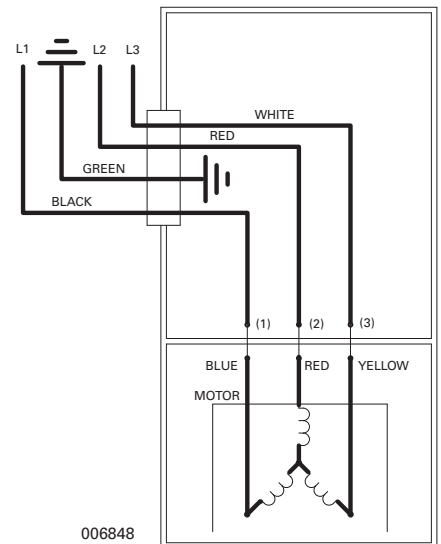 L1
L2
L3
WHITE
RED
GREEN
BLACK
(1)
(2)
(3)
BLUE
RED
YELLOW
MOTOR
006848